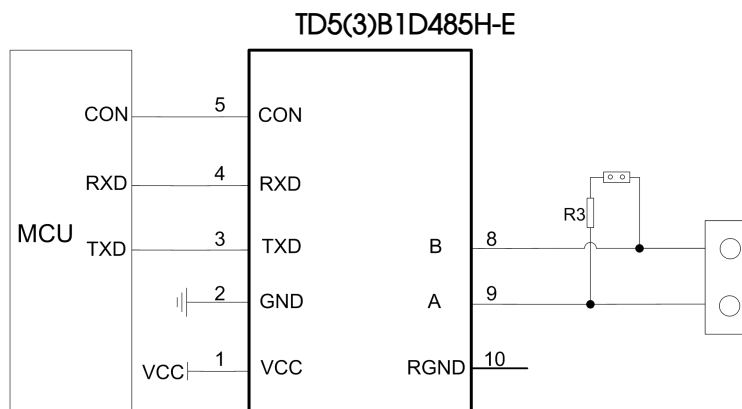 TD5(3)B1D485H-E
CON 5 CON
RXD 4 RXD
R3
MCU TXD 3 TXD B 8
2 GND A 9
VCC 1 VCC RGND 10